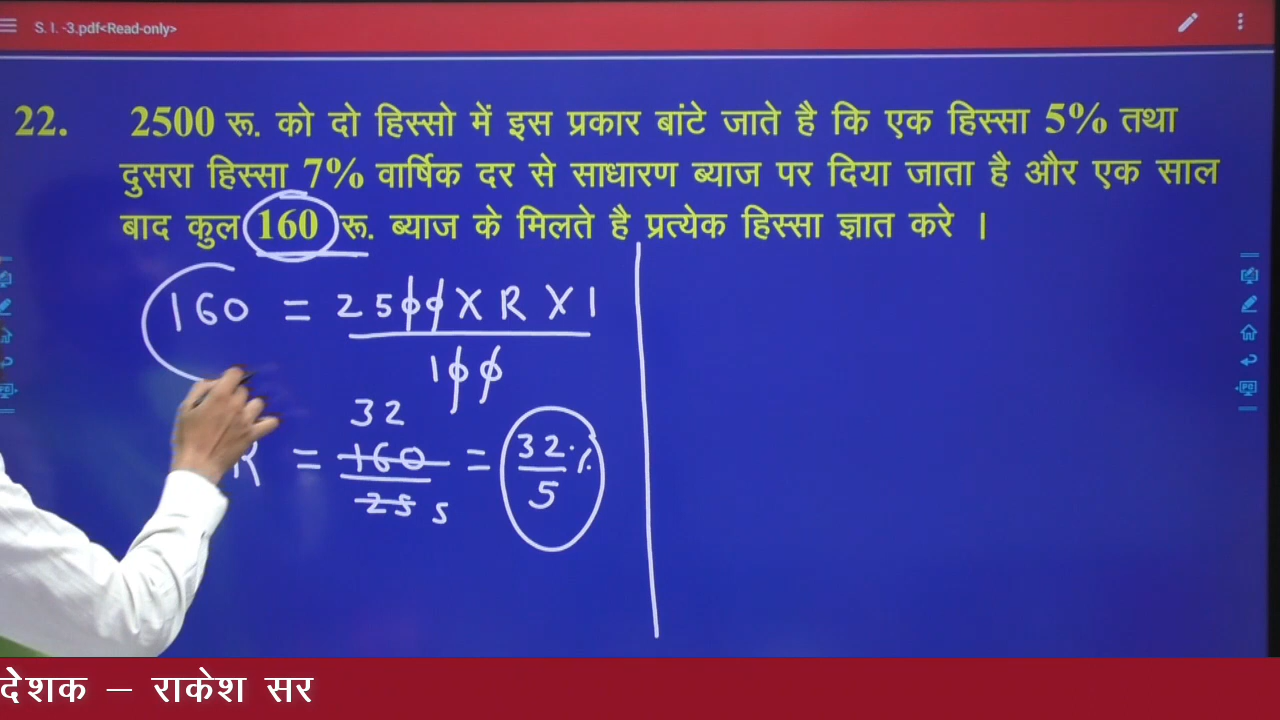 S. I. -3.pdf<Read-only>
22. 2500 रू. को दो हिस्सो में इस प्रकार बांटे जाते है कि एक हिस्सा 5% तथा
दुसरा हिस्सा 7% वार्षिक दर से साधारण ब्याज पर दिया जाता है और एक साल
बाद कुल 160 रू. ब्याज के मिलते है प्रत्येक हिस्सा ज्ञात करे ।
160 = 2500 X R X 1
100
32
R = 160 = 32%
25 5 5
देशक – राकेश सर